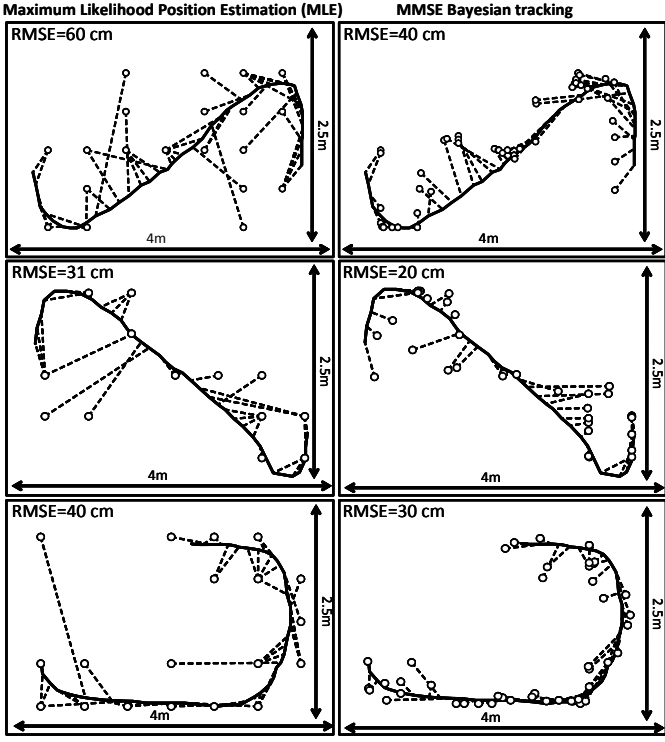 Maximum Likelihood Position Estimation (MLE)
MMSE Bayesian tracking
RMSE=60 cm
2.5m
4m
RMSE=40 cm
2.5m
4m
RMSE=31 cm
2.5m
4m
RMSE=20 cm
2.5m
4m
RMSE=40 cm
2.5m
4m
RMSE=30 cm
2.5m
4m